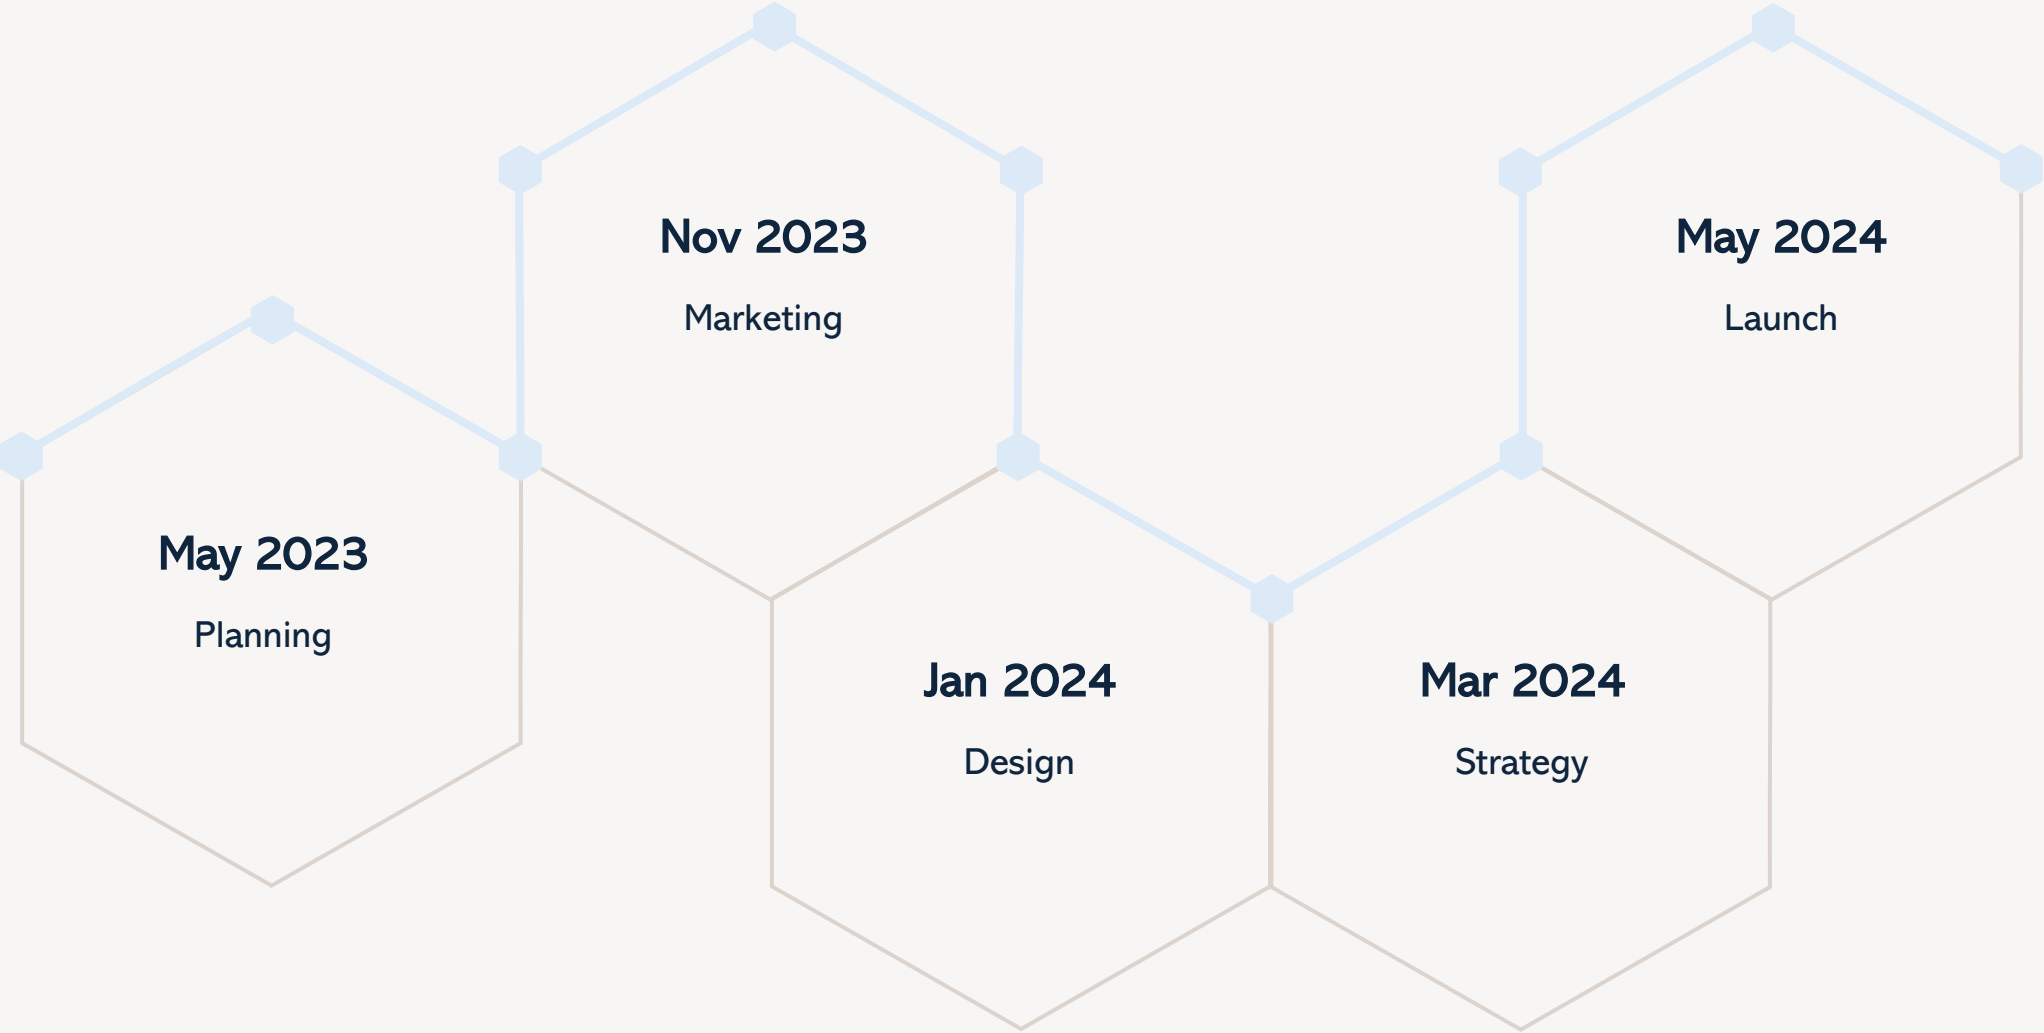 May 2023
Planning
Nov 2023
Marketing
Jan 2024
Design
Mar 2024
Strategy
May 2024
Launch